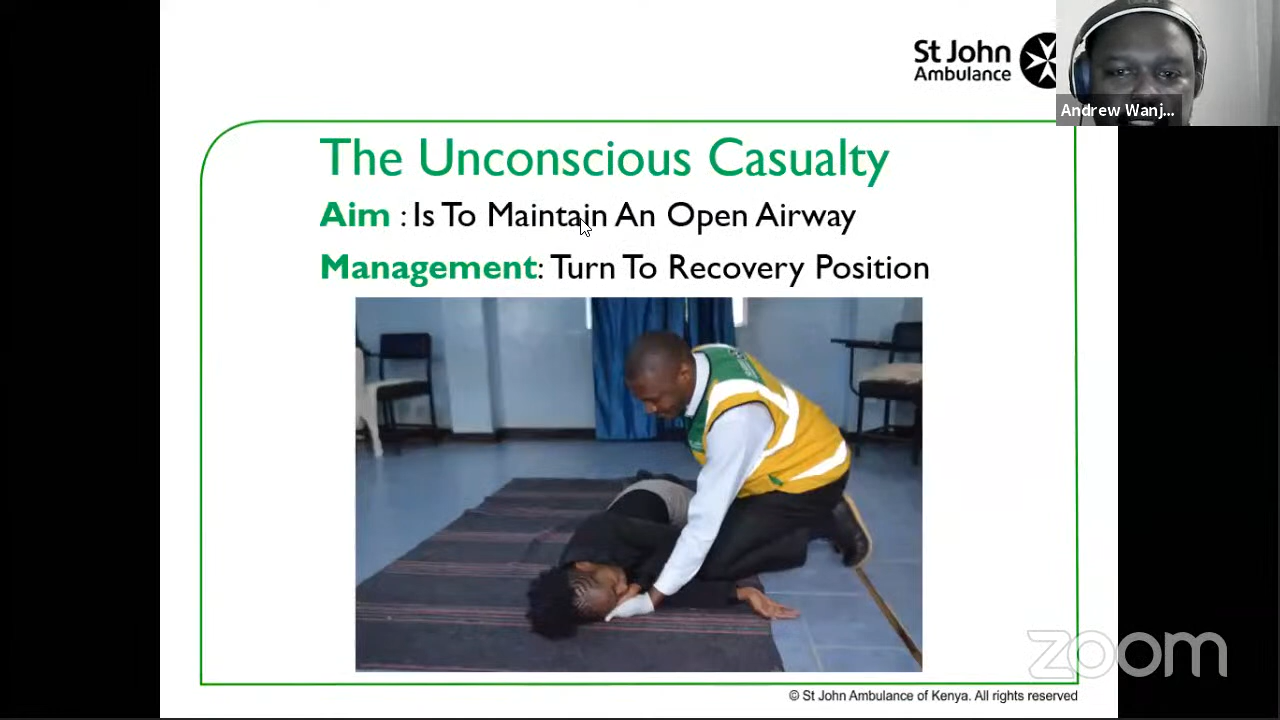 St John
Ambulance
Andrew Wanj...
The Unconscious Casualty
Aim : Is To Maintain An Open Airway
Management: Turn To Recovery Position
zoom
© St John Ambulance of Kenya. All rights reserved